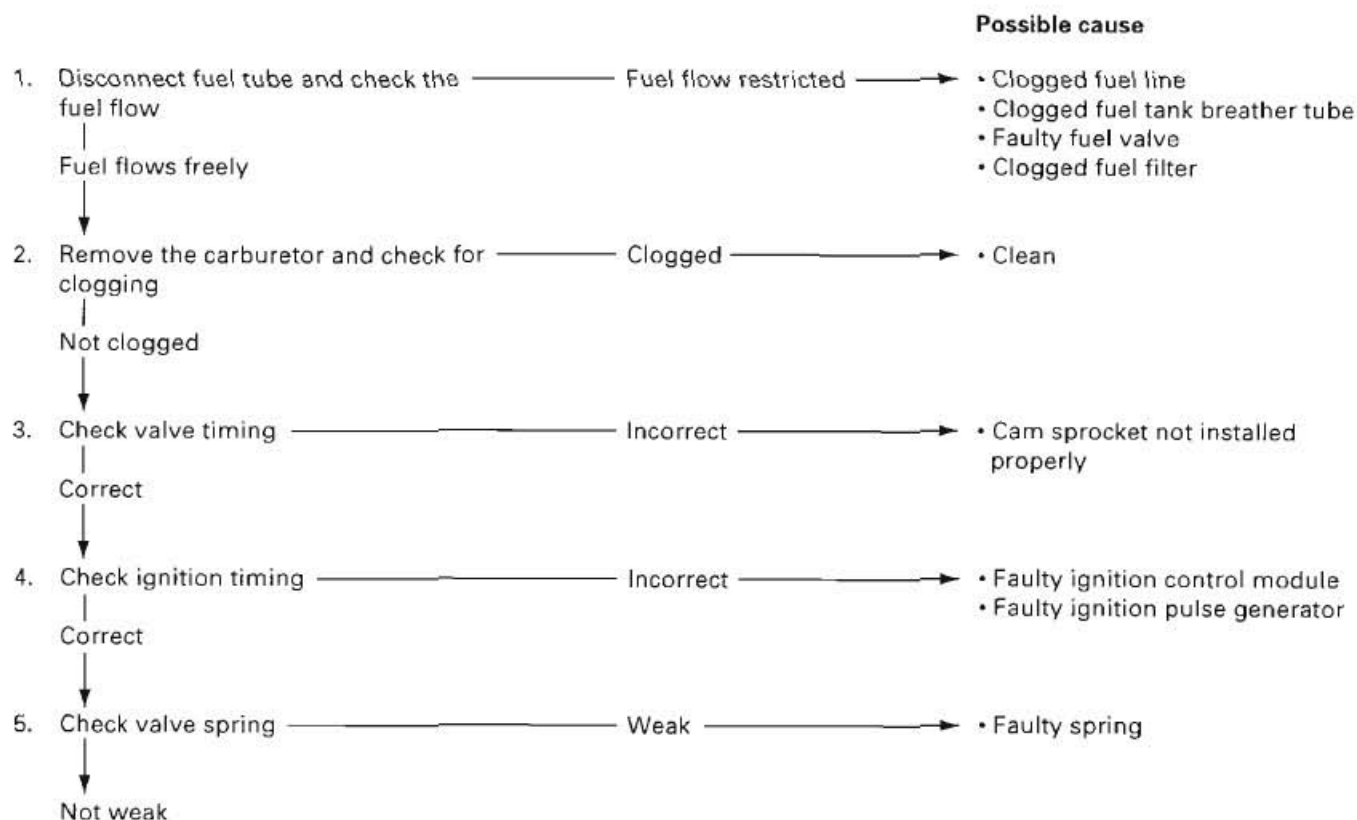 Possible cause
1. Disconnect fuel tube and check the Fuel flow restricted • Clogged fuel line
fuel flow • Clogged fuel tank breather tube
• Faulty fuel valve
Fuel flows freely • Clogged fuel filter
2. Remove the carburetor and check for Clogged • Clean
clogging
Not clogged
3. Check valve timing Incorrect • Cam sprocket not installed
properly
Correct
4. Check ignition timing Incorrect • Faulty ignition control module
• Faulty ignition pulse generator
Correct
5. Check valve spring Weak • Faulty spring
Not weak